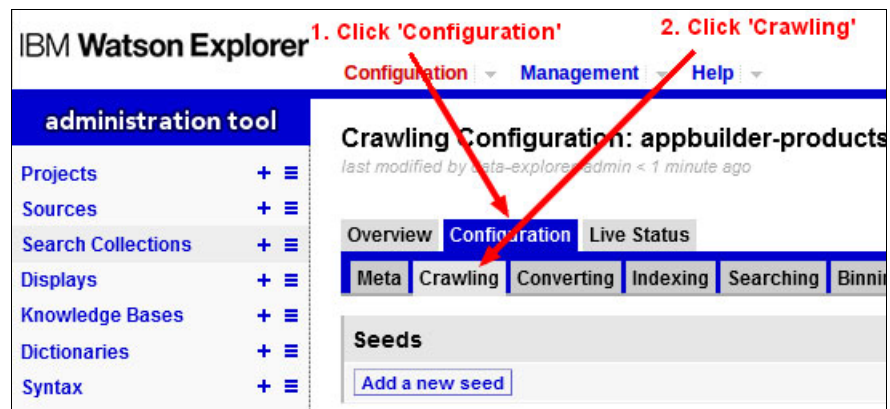 IBM Watson Explorer
1. Click 'Configuration'
2. Click 'Crawling'
Configuration Management Help
administration tool
Projects
Sources
Search Collections
Displays
Knowledge Bases
Dictionaries
Syntax
Crawling Configuration: appbuilder-products
last modified by data-explorer-admin < 1 minute ago
Overview Configuration Live Status
Meta Crawling Converting Indexing Searching Binnin
Seeds
Add a new seed